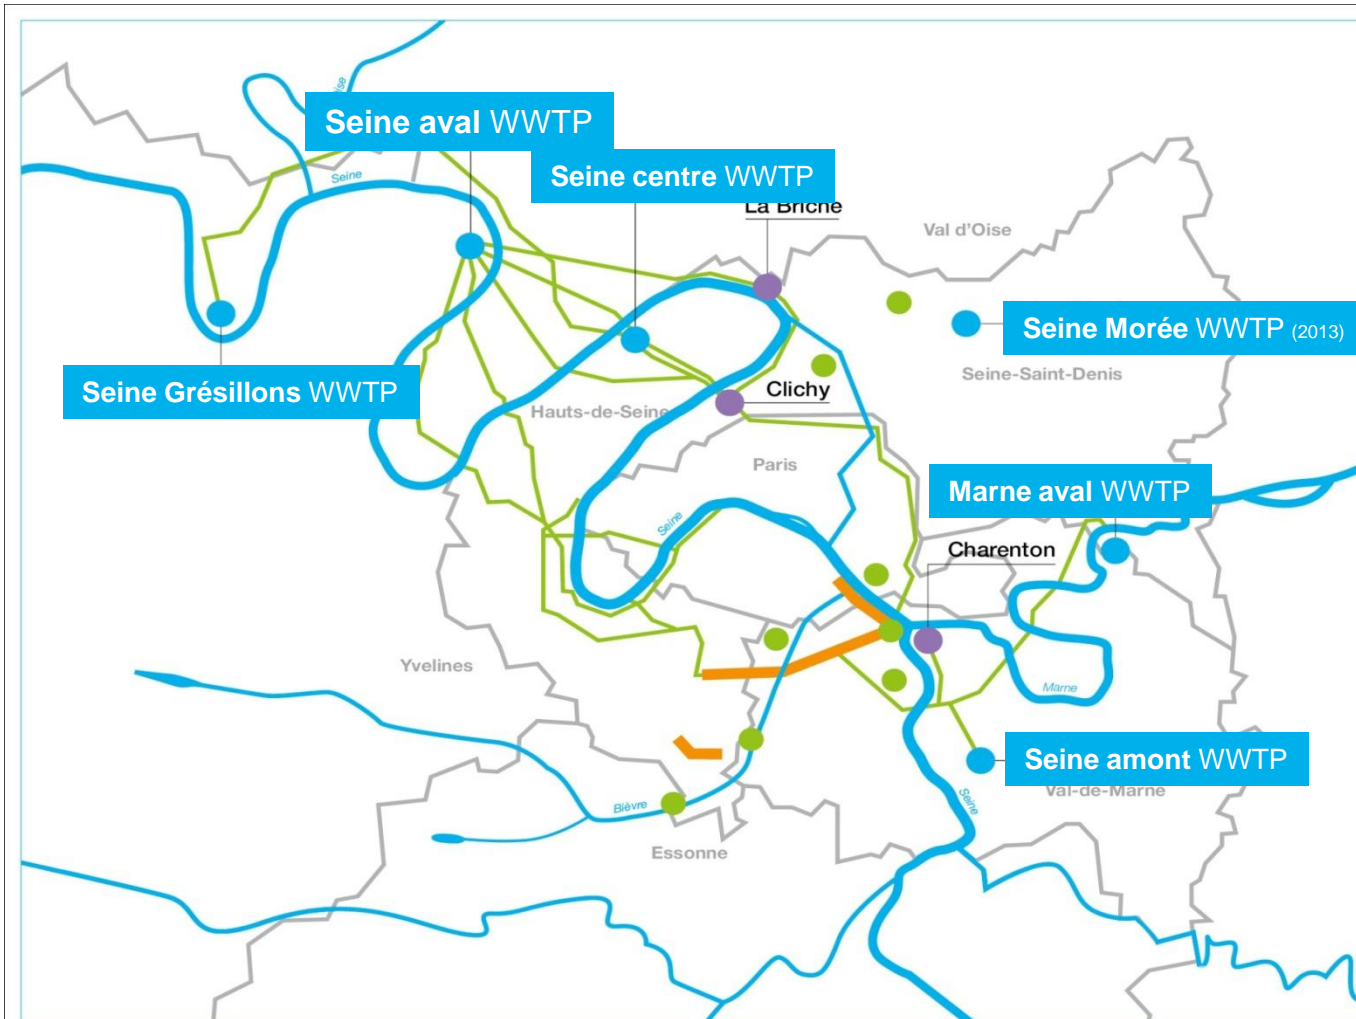 Seine aval WWTP
Seine centre WWTP
Seine
La Briche
Val d'Oise
Seine Morée WWTP (2013)
Seine-Saint-Denis
Seine Grésillons WWTP
Clichy
Hauts-de-Seine
Paris
Marne aval WWTP
Seine
Charenton
Yvelines
Marne
Seine amont WWTP
Val-de-Marne
Seine
Bièvre
Essonne